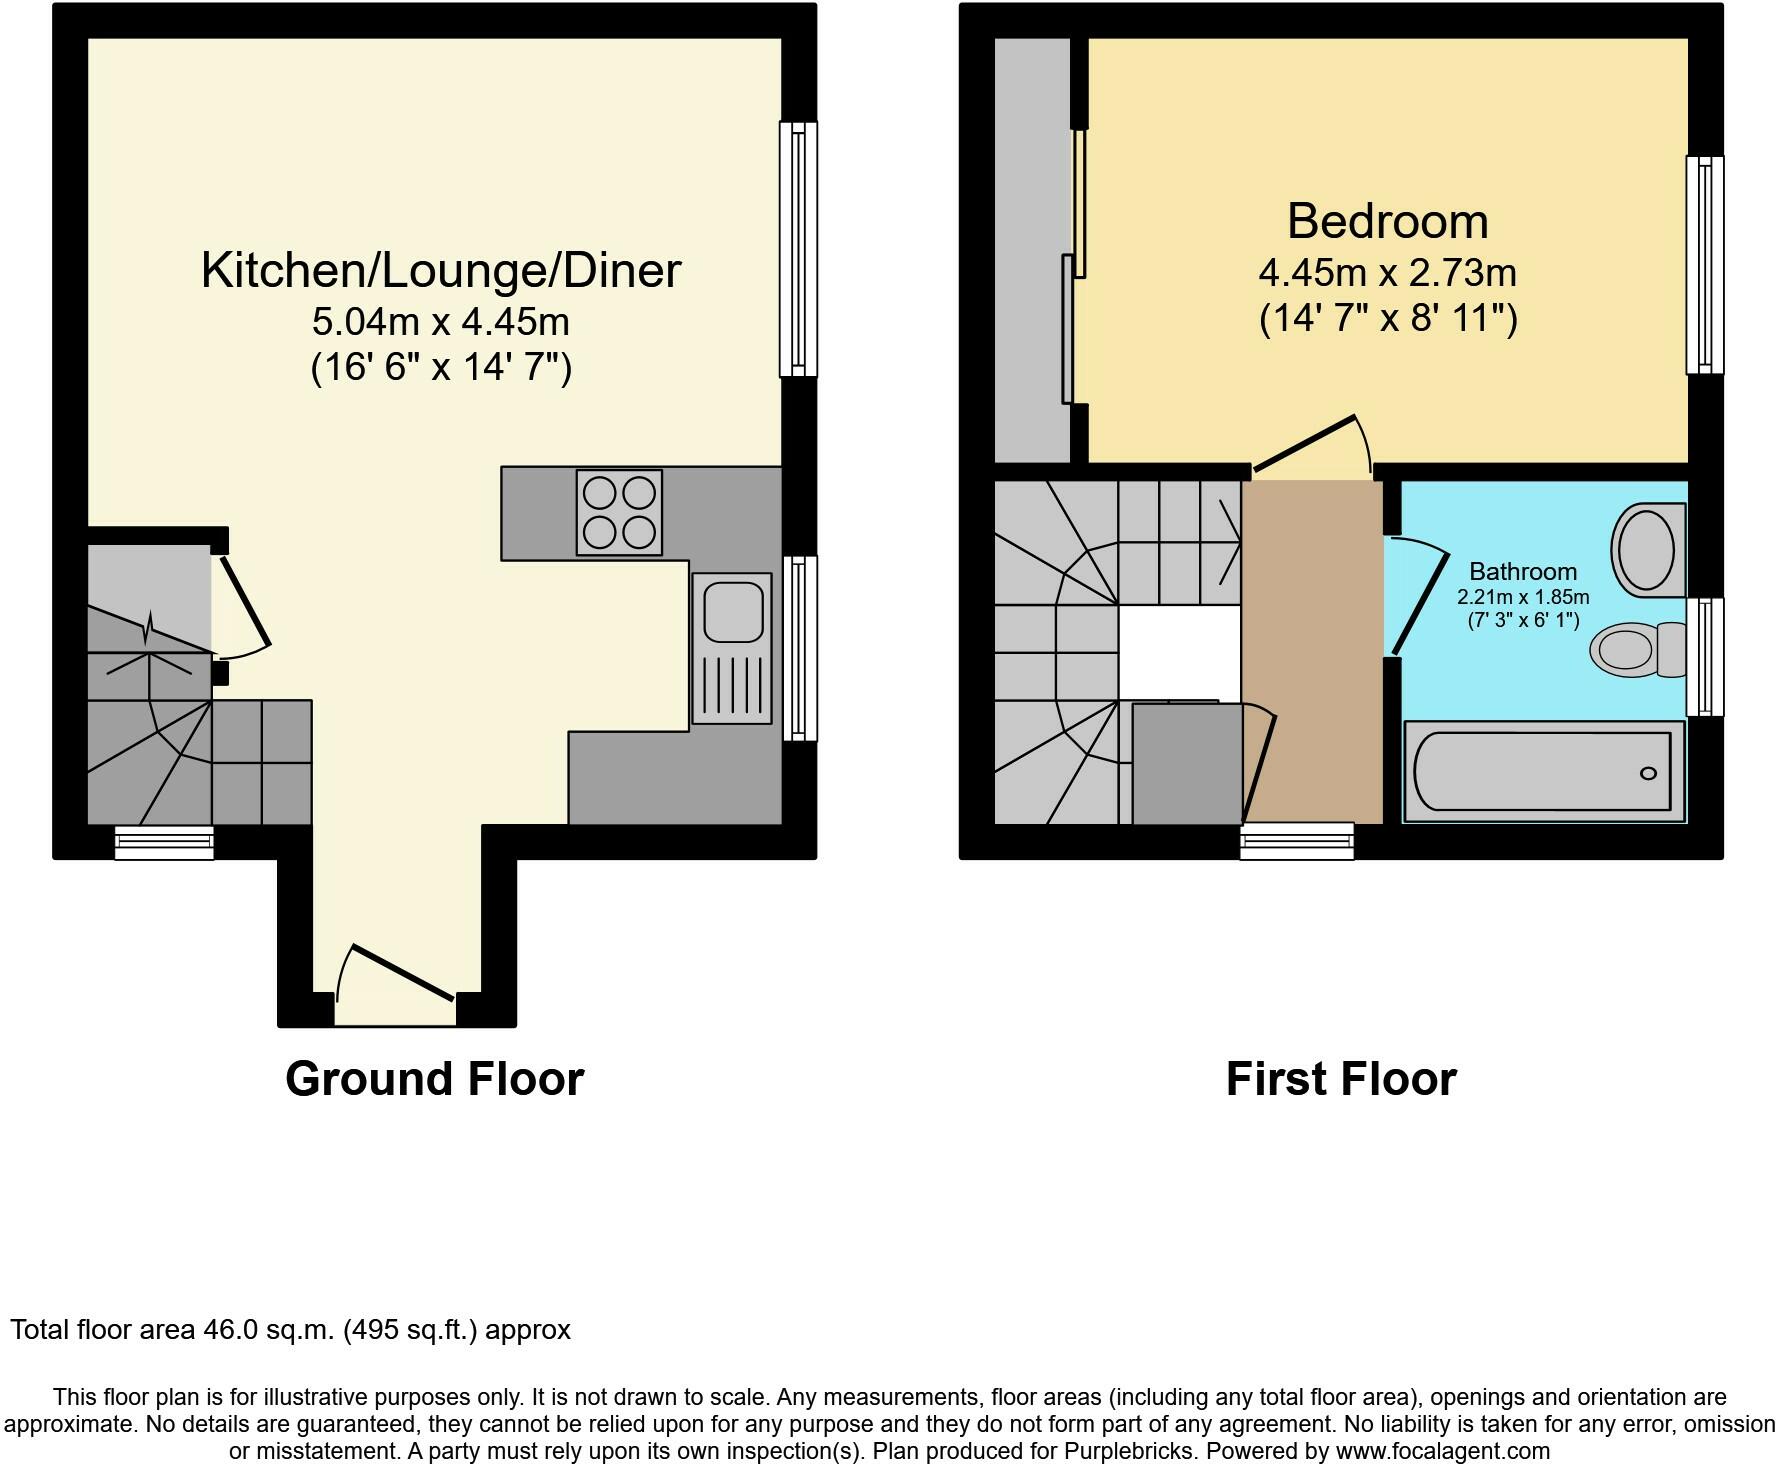 Kitchen/Lounge/Diner
5.04m x 4.45m
(16' 6" x 14' 7")
Bedroom
4.45m x 2.73m
(14' 7" x 8' 11")
Bathroom
2.21m x 1.85m
(7' 3" x 6' 1")
Ground Floor
First Floor
Total floor area 46.0 sq.m. (495 sq.ft.) approx
This floor plan is for illustrative purposes only. It is not drawn to scale. Any measurements, floor areas (including any total floor area), openings and orientation are
approximate. No details are guaranteed, they cannot be relied upon for any purpose and they do not form part of any agreement. No liability is taken for any error, omission
or misstatement. A party must rely upon its own inspection(s). Plan produced for Purplebricks. Powered by www.focalagent.com